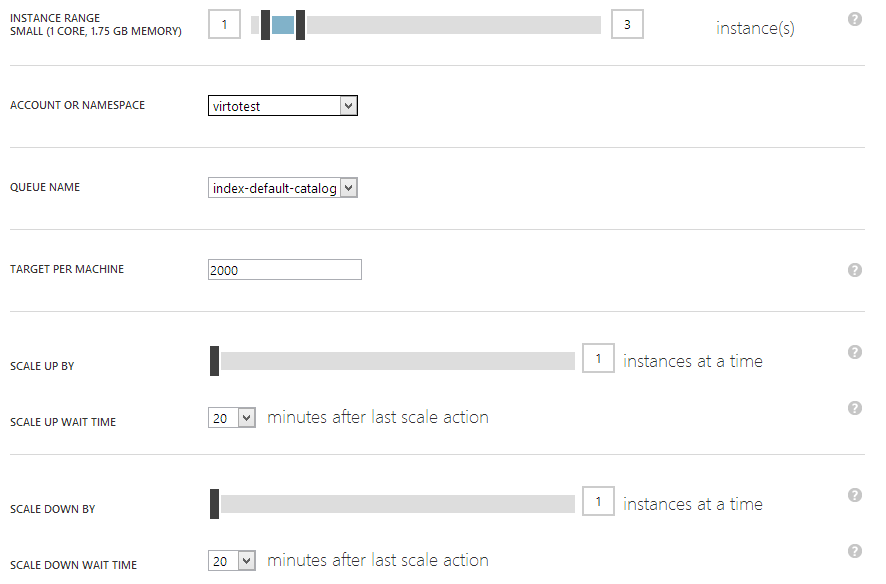 INSTANCE RANGE
SMALL (1 CORE, 1.75 GB MEMORY)
1
3
instance(s)
?
ACCOUNT OR NAMESPACE
virtotest
QUEUE NAME
index-default-catalog
TARGET PER MACHINE
2000
?
SCALE UP BY
1
instances at a time
?
SCALE UP WAIT TIME
20
minutes after last scale action
?
SCALE DOWN BY
1
instances at a time
?
SCALE DOWN WAIT TIME
20
minutes after last scale action
?